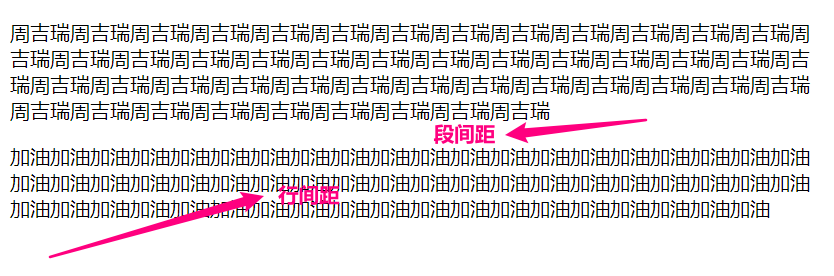 周吉瑞周吉瑞周吉瑞周吉瑞周吉瑞周吉瑞周吉瑞周吉瑞周吉瑞周吉瑞周吉瑞周吉瑞周吉瑞周
吉瑞周吉瑞周吉瑞周吉瑞周吉瑞周吉瑞周吉瑞周吉瑞周吉瑞周吉瑞周吉瑞周吉瑞周吉瑞周吉
瑞周吉瑞周吉瑞周吉瑞周吉瑞周吉瑞周吉瑞周吉瑞周吉瑞周吉瑞周吉瑞周吉瑞周吉瑞周吉瑞
周吉瑞周吉瑞周吉瑞周吉瑞周吉瑞周吉瑞周吉瑞周吉瑞周吉瑞
段间距
加油加油加油加油加油加油加油加油加油加油加油加油加油加油加油加油加油加油加油加油
加油加油加油加油加油加油加油加油加油加油加油加油加油加油加油加油加油加油加油加油
行间距
加油加油加油加油加油加油加油加油加油加油加油加油加油加油加油加油加油加油加油